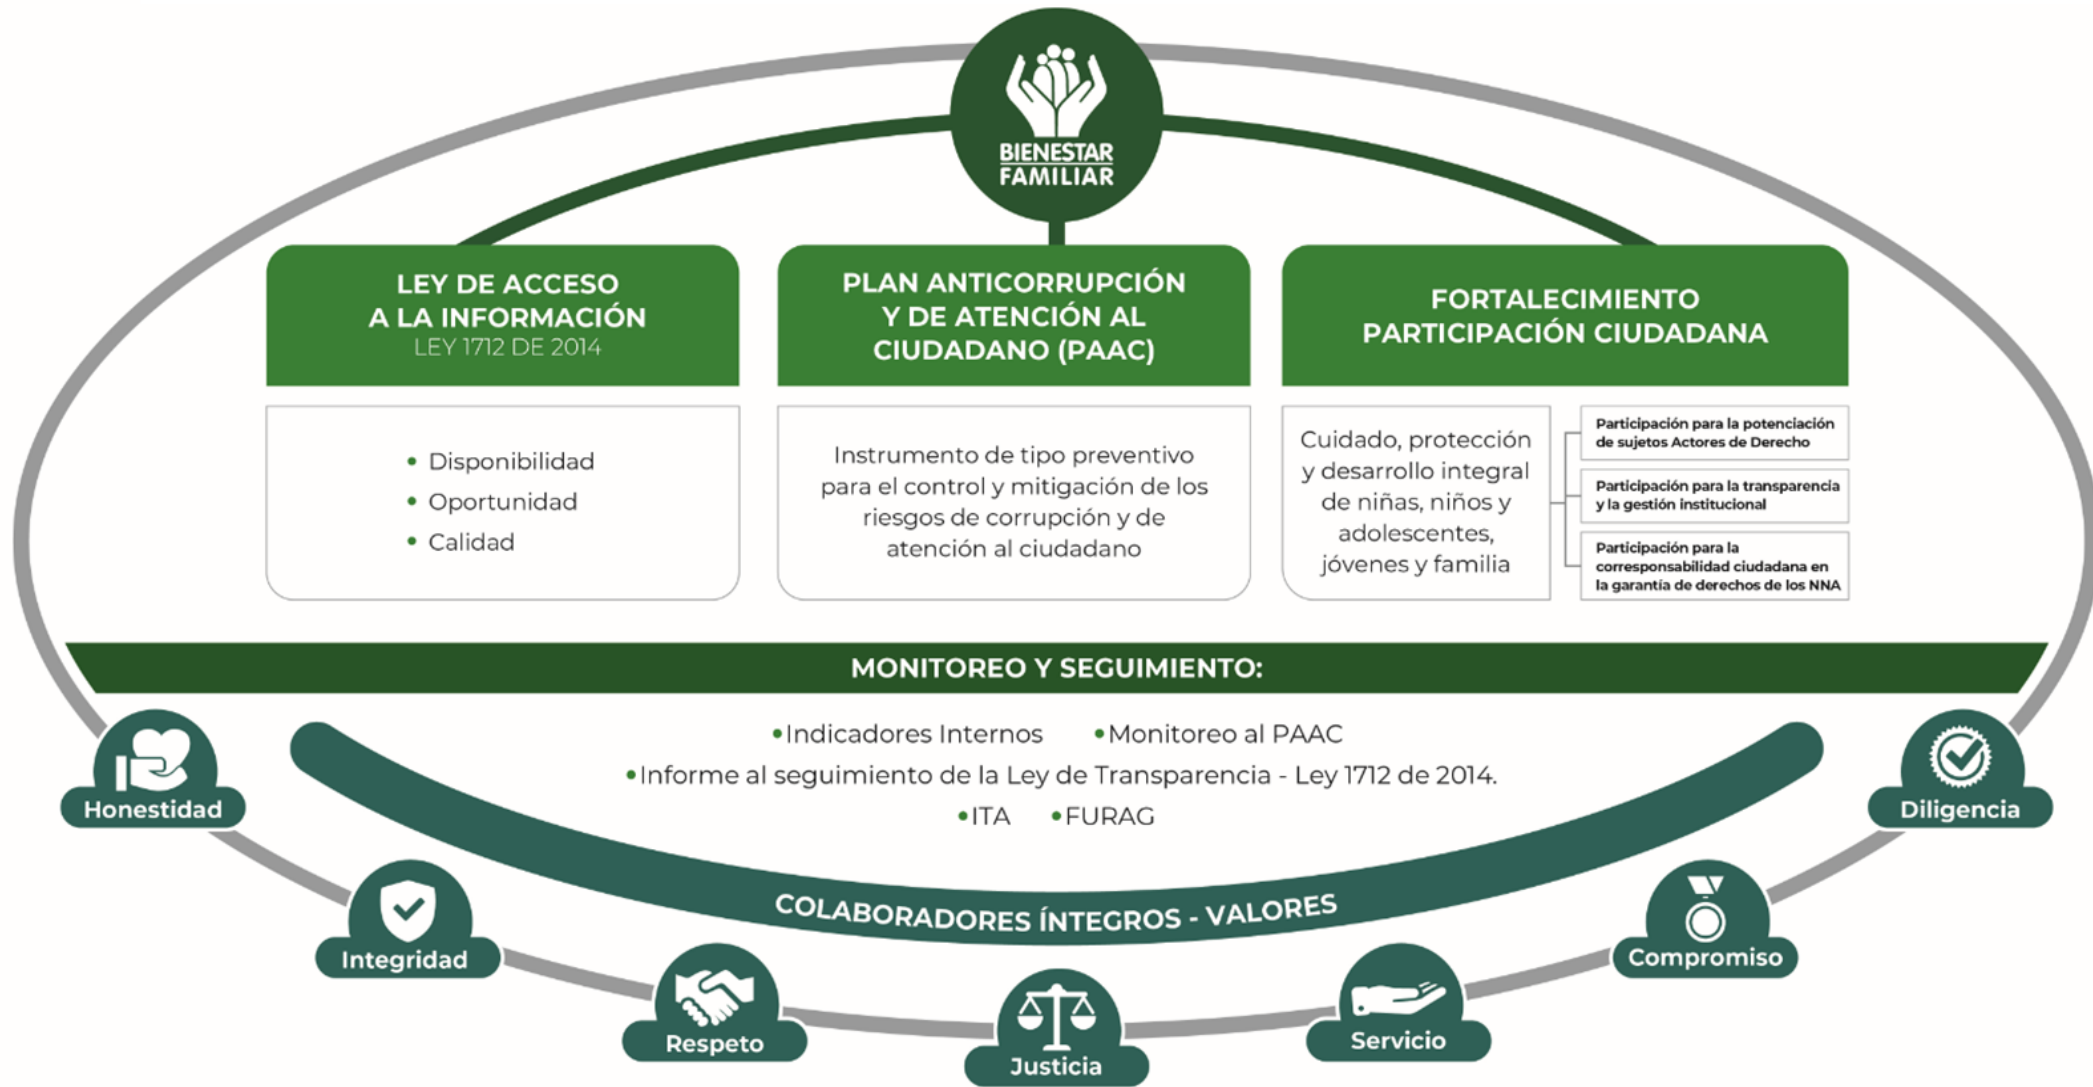 BIENESTAR
FAMILIAR
LEY DE ACCESO
A LA INFORMACIÓN
LEY 1712 DE 2014
• Disponibilidad
• Oportunidad
• Calidad
PLAN ANTICORRUPCIÓN
Y DE ATENCIÓN AL
CIUDADANO (PAAC)
Instrumento de tipo preventivo
para el control y mitigación de los
riesgos de corrupción y de
atención al ciudadano
FORTALECIMIENTO
PARTICIPACIÓN CIUDADANA
Cuidado, protección
y desarrollo integral
de niñas, niños y
adolescentes,
jóvenes y familia
Participación para la potenciación
de sujetos Actores de Derecho
Participación para la transparencia
y la gestión institucional
Participación para la
corresponsabilidad ciudadana en
la garantía de derechos de los NNA
MONITOREO Y SEGUIMIENTO:
•Indicadores Internos •Monitoreo al PAAC
•Informe al seguimiento de la Ley de Transparencia - Ley 1712 de 2014.
•ITA •FURAG
COLABORADORES ÍNTEGROS - VALORES
Honestidad
Integridad
Respeto
Justicia
Servicio
Compromiso
Diligencia